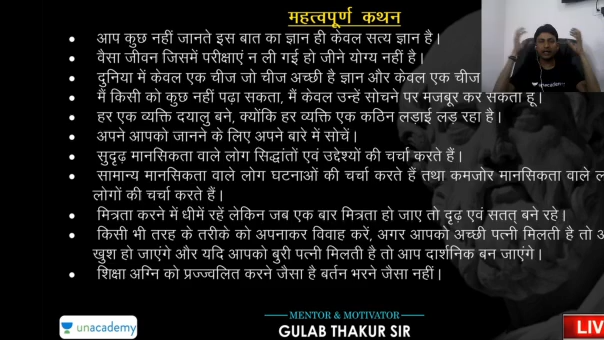 महत्वपूर्ण कथन
• आप कुछ नहीं जानते इस बात का ज्ञान ही केवल सत्य ज्ञान है।
• वैसा जीवन जिसमें परीक्षाएं न ली गई हो जीने योग्य नहीं है।
• दुनिया में केवल एक चीज जो चीज अच्छी है ज्ञान और केवल एक चीज
• मैं किसी को कुछ नहीं पढ़ा सकता, मैं केवल उन्हें सोचने पर मजबूर कर सकता हूं।
• हर एक व्यक्ति दयालु बने, क्योंकि हर व्यक्ति एक कठिन लड़ाई लड़ रहा है।
• अपने आपको जानने के लिए अपने बारे में सोचें।
• सुदृढ़ मानसिकता वाले लोग सिद्धांतों एवं उद्देश्यों की चर्चा करते हैं।
• सामान्य मानसिकता वाले लोग घटनाओं की चर्चा करते हैं तथा कमजोर मानसिकता वाले
लोगों की चर्चा करते हैं।
• मित्रता करने में धीमें रहें लेकिन जब एक बार मित्रता हो जाए तो दृढ़ एवं सतत् बने रहे।
• किसी भी तरह के तरीके को अपनाकर विवाह करें, अगर आपको अच्छी पत्नी मिलती है तो
खुश हो जाएंगे और यदि आपको बुरी पत्नी मिलती है तो आप दार्शनिक बन जाएंगे।
• शिक्षा अग्नि को प्रज्ज्वलित करने जैसा है बर्तन भरने जैसा नहीं।
unacademy
MENTOR & MOTIVATOR
GULAB THAKUR SIR
LIV
unacademy